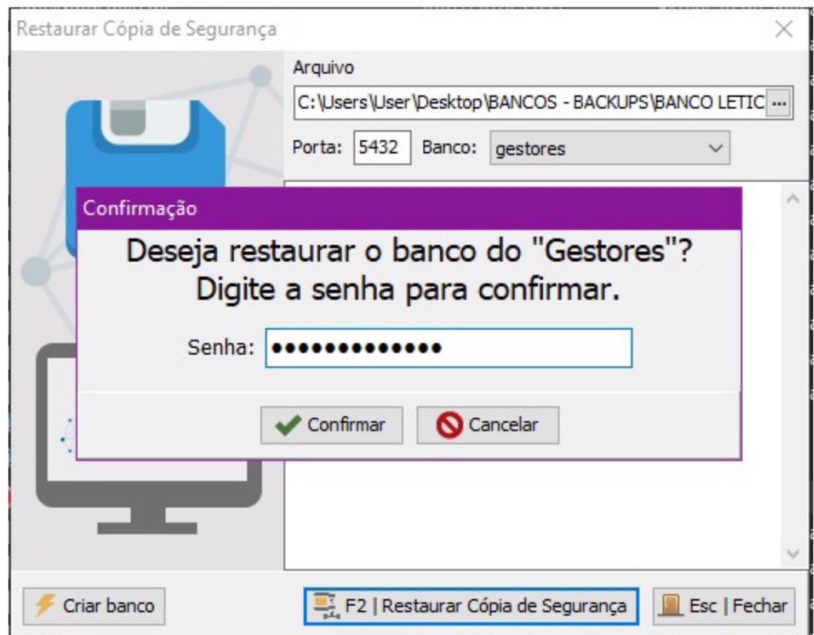 Restaurar Cópia de Segurança
Arquivo
C:\Users\User\Desktop\BANCOS - BACKUPS\BANCO LETIC ...
Porta: 5432 Banco: gestores
Confirmação
Deseja restaurar o banco do "Gestores"?
Digite a senha para confirmar.
Senha: •••••••••••••
Confirmar Cancelar
Criar banco F2 | Restaurar Cópia de Segurança Esc | Fechar